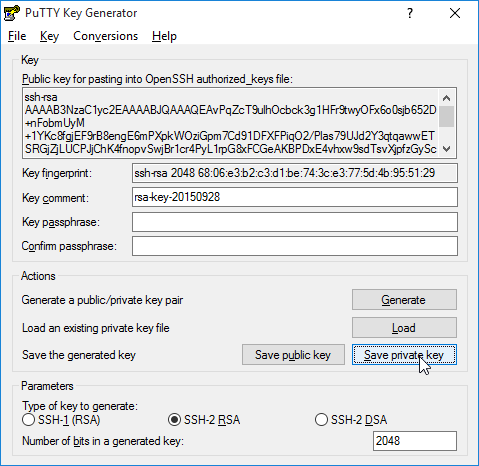 PuTTY Key Generator
File Key Conversions Help
Key
Public key for pasting into OpenSSH authorized_keys file:
ssh-rsa
AAAAB3NzaC1yc2EAAAABJQAAAQEAvPqZcT9ulhOcbck3g1HFr9twyOFx6o0sjb652D
+nFobmUyM
+1YKc8fgjEF9rB8engE6mPXpkWOziGpm7Cd91DFXFPiqO2/Plas79UJd2Y3qtqawwET
SRGjZjLUCPJjChK4fnopvSwjBr1cr4PyL1rpG8xFCGeAKBPDxE4vhxw9sdTsvXjpfzGySc
Key fingerprint: ssh-rsa 2048 68:06:e3:b2:c3:d1:be:74:3c:e3:77:5d:4b:95:51:29
Key comment: rsa-key-20150928
Key passphrase:
Confirm passphrase:
Actions
Generate a public/private key pair Generate
Load an existing private key file Load
Save the generated key Save public key Save private key
Parameters
Type of key to generate:
SSH-1 (RSA) SSH-2 RSA SSH-2 DSA
Number of bits in a generated key: 2048